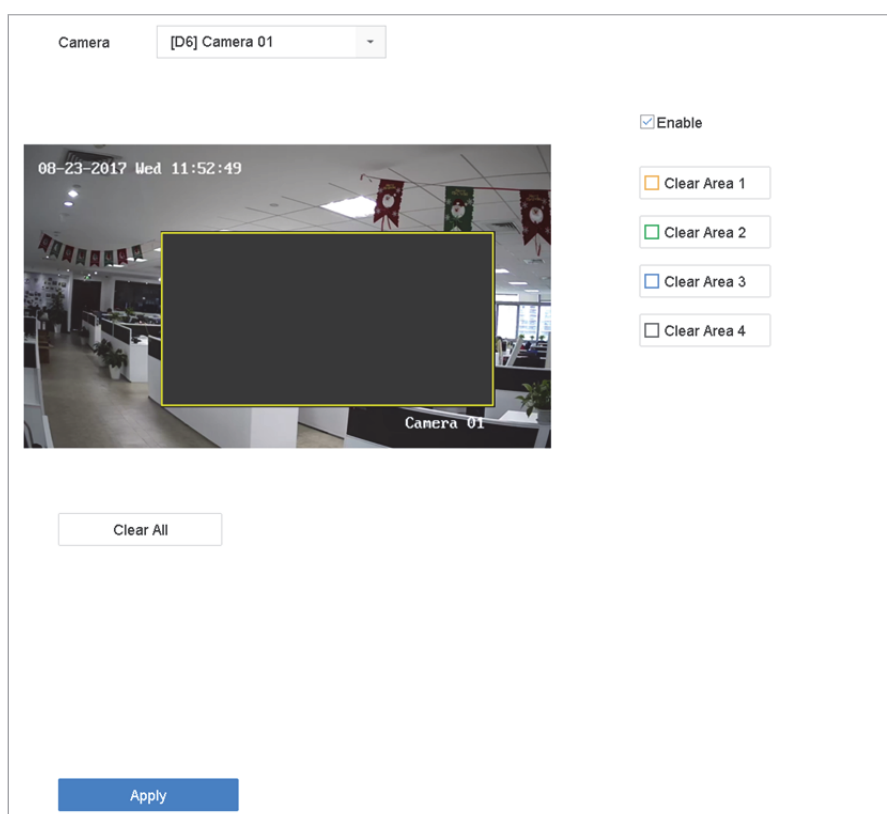 Camera
[D6] Camera 01
Enable
08-23-2017 Wed 11:52:49
Clear Area 1
Clear Area 2
Clear Area 3
Clear Area 4
Camera 01
Clear All
Apply